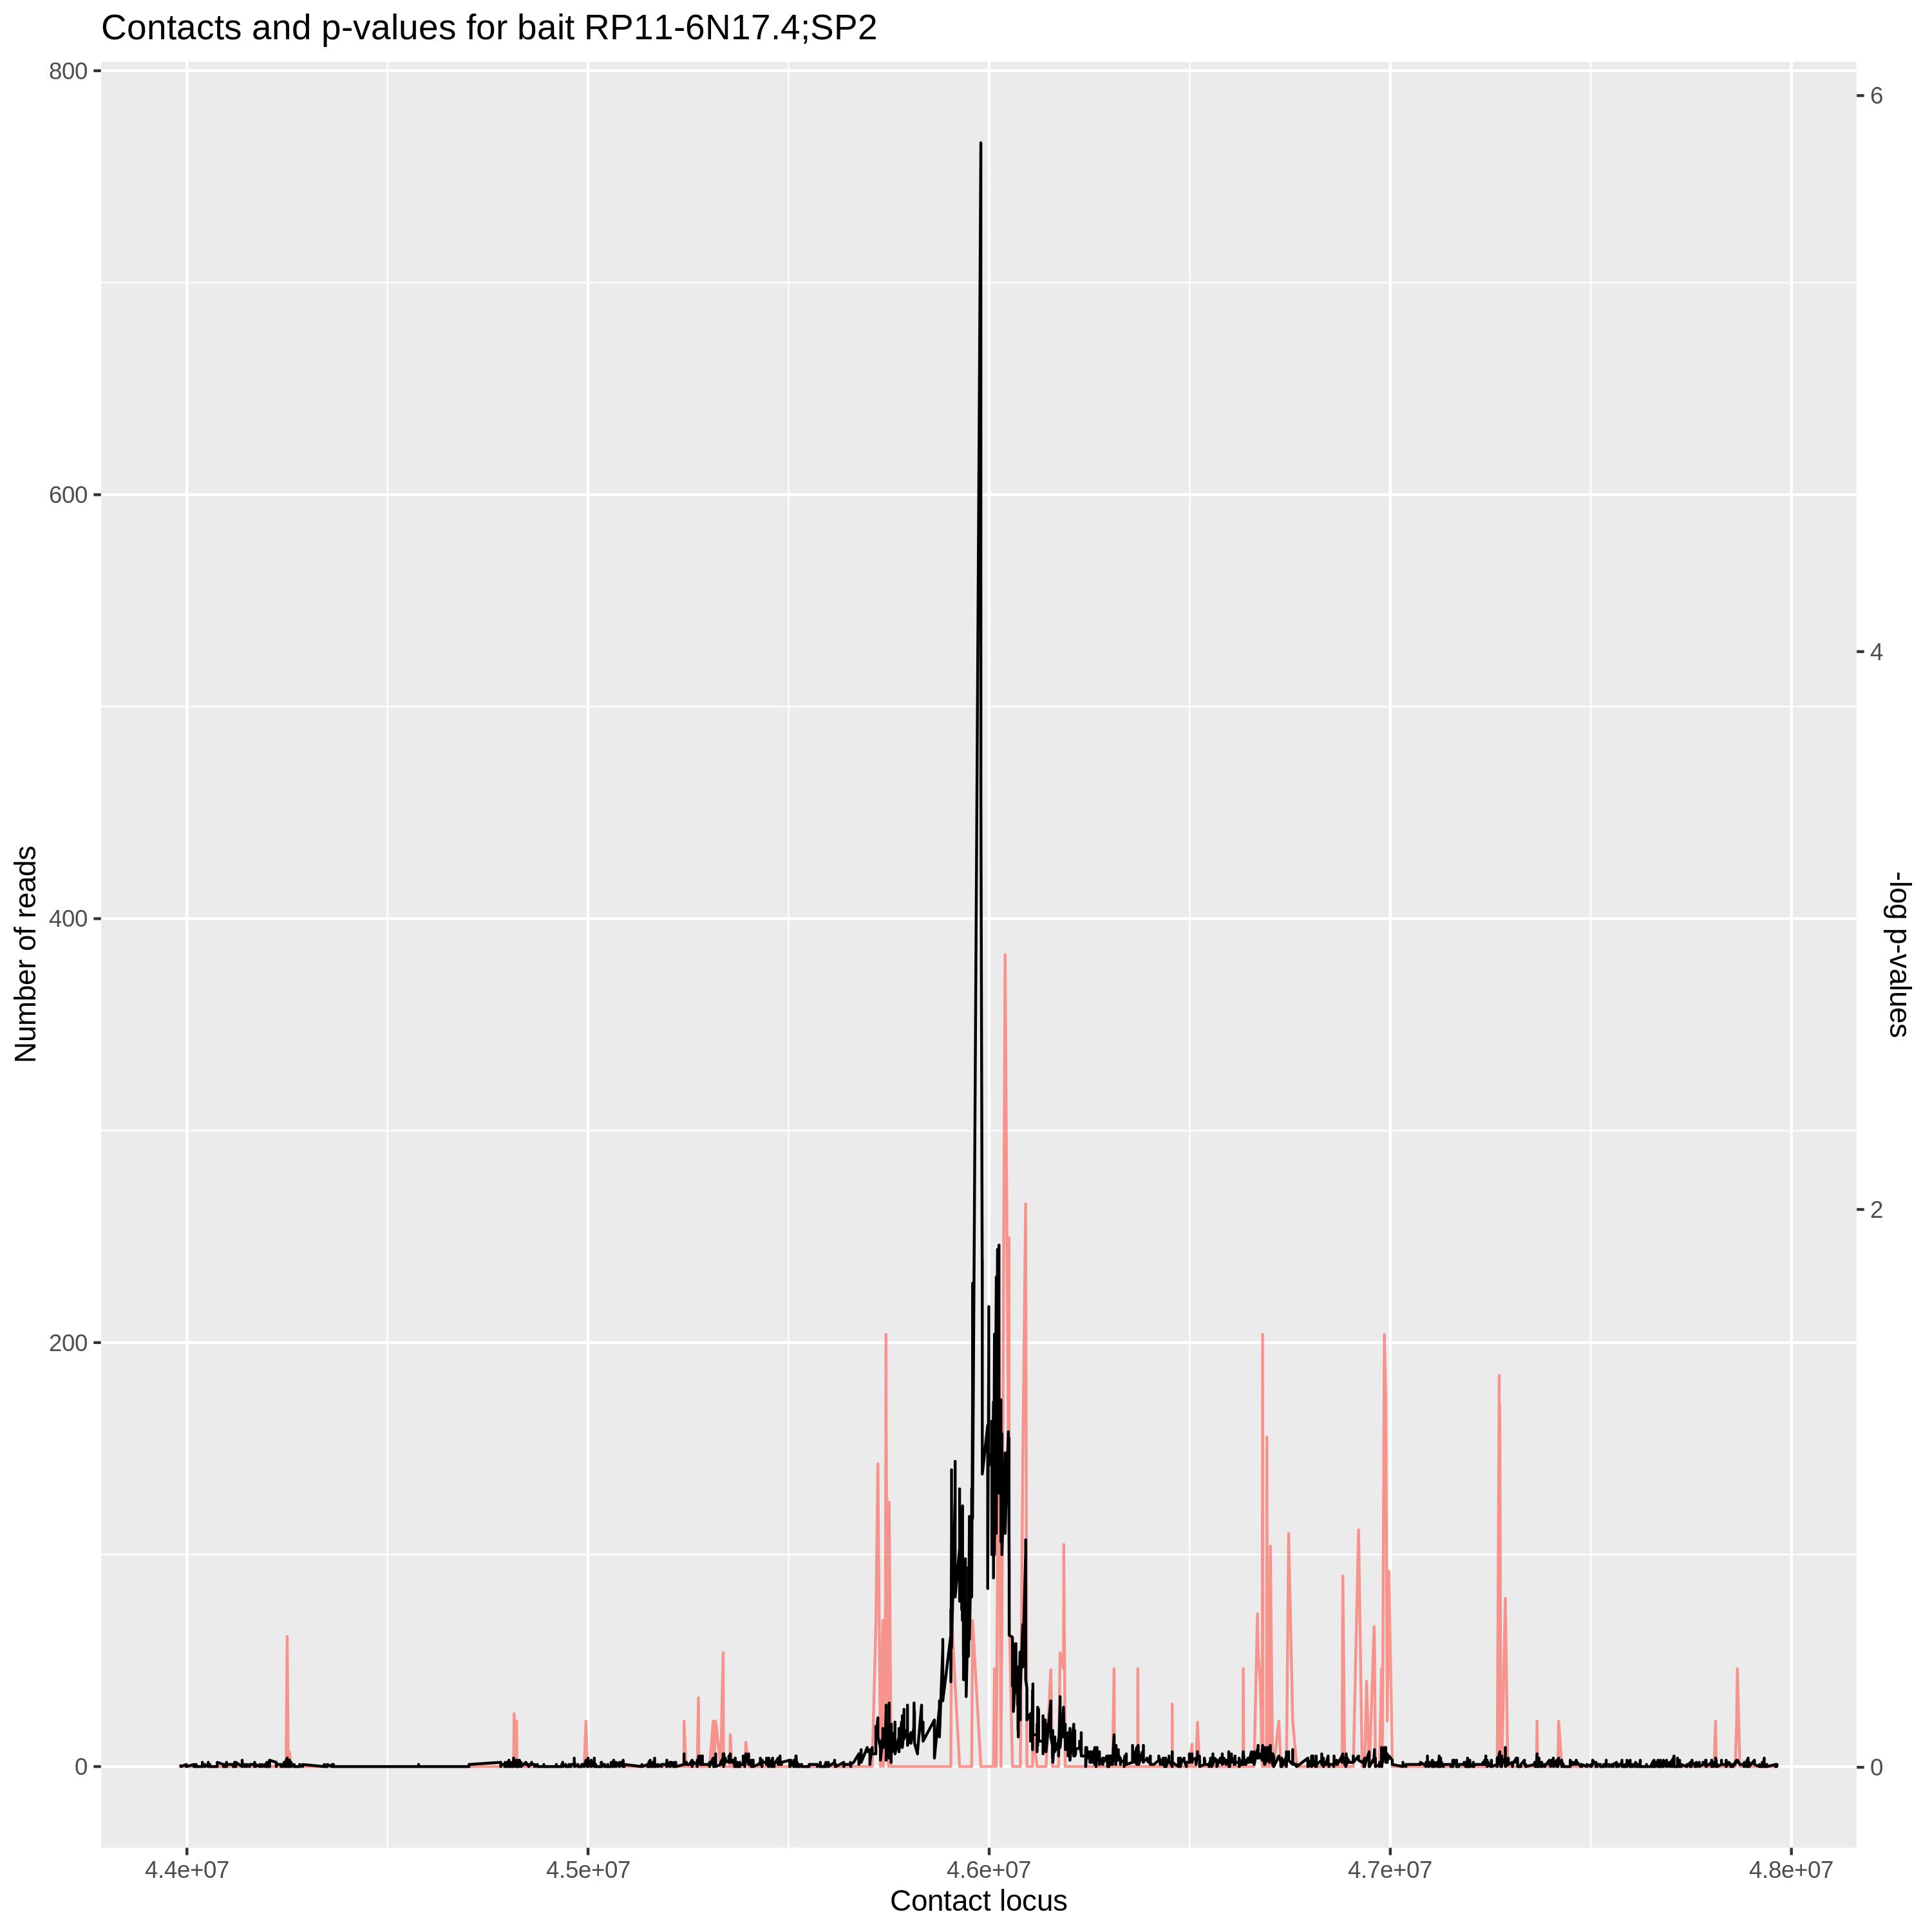 Contacts and p-values for bait RP11-6N17.4;SP2
800
600
400
200
0
Number of reads
6
4
2
0
-log p-values
4.4e+07
4.5e+07
4.6e+07
4.7e+07
4.8e+07
Contact locus